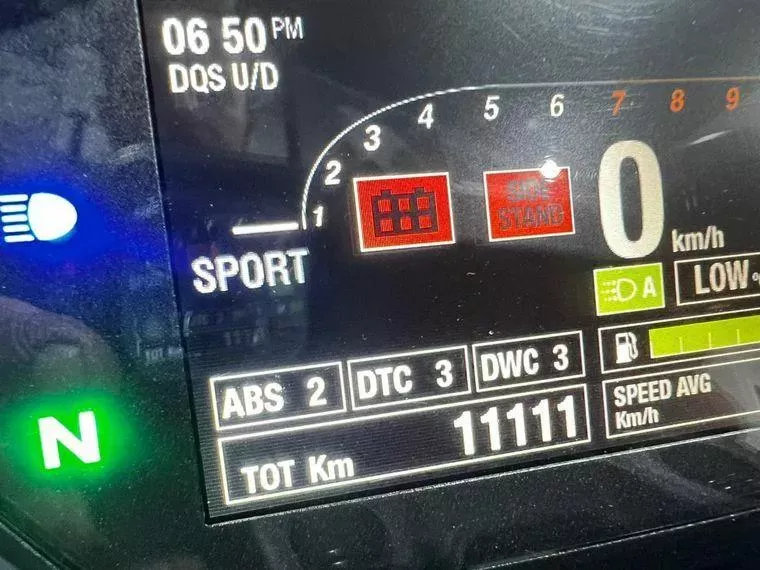 06 50 PM
DQS U/D
1 2 3 4 5 6 7 8 9
SIDE
STAND
0 km/h
SPORT
A
LOW
ABS 2
DTC 3
DWC 3
SPEED AVG
Km/h
TOT Km 11111
N